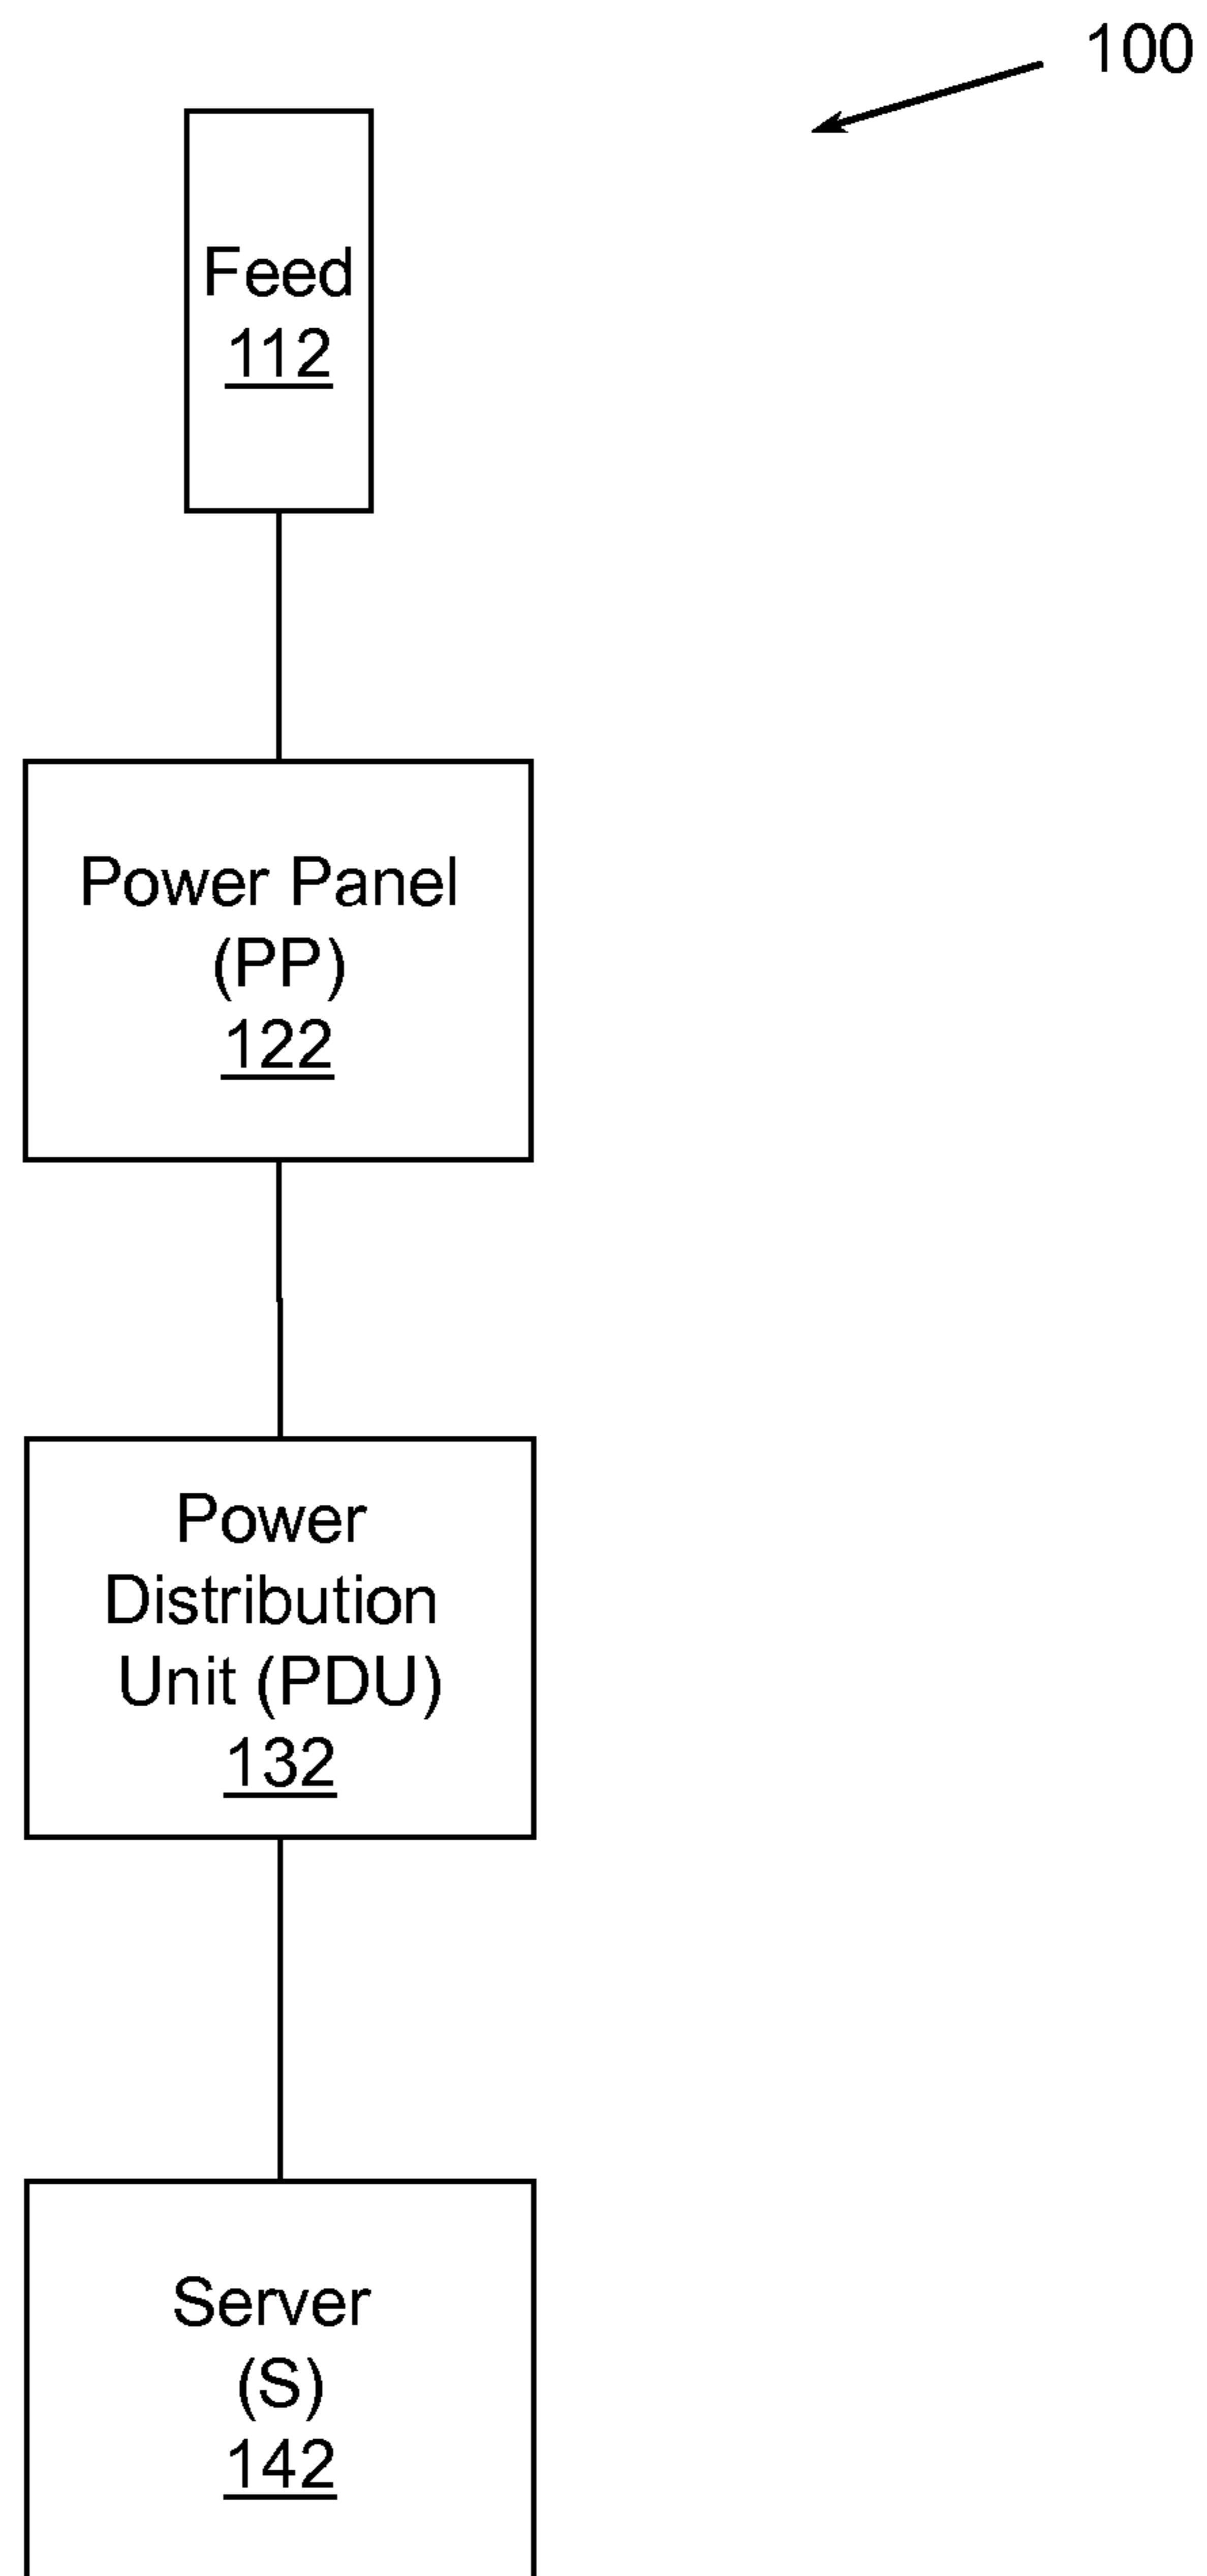 100
Feed
112
Power Panel
(PP)
122
Power
Distribution
Unit (PDU)
132
Server
(S)
142